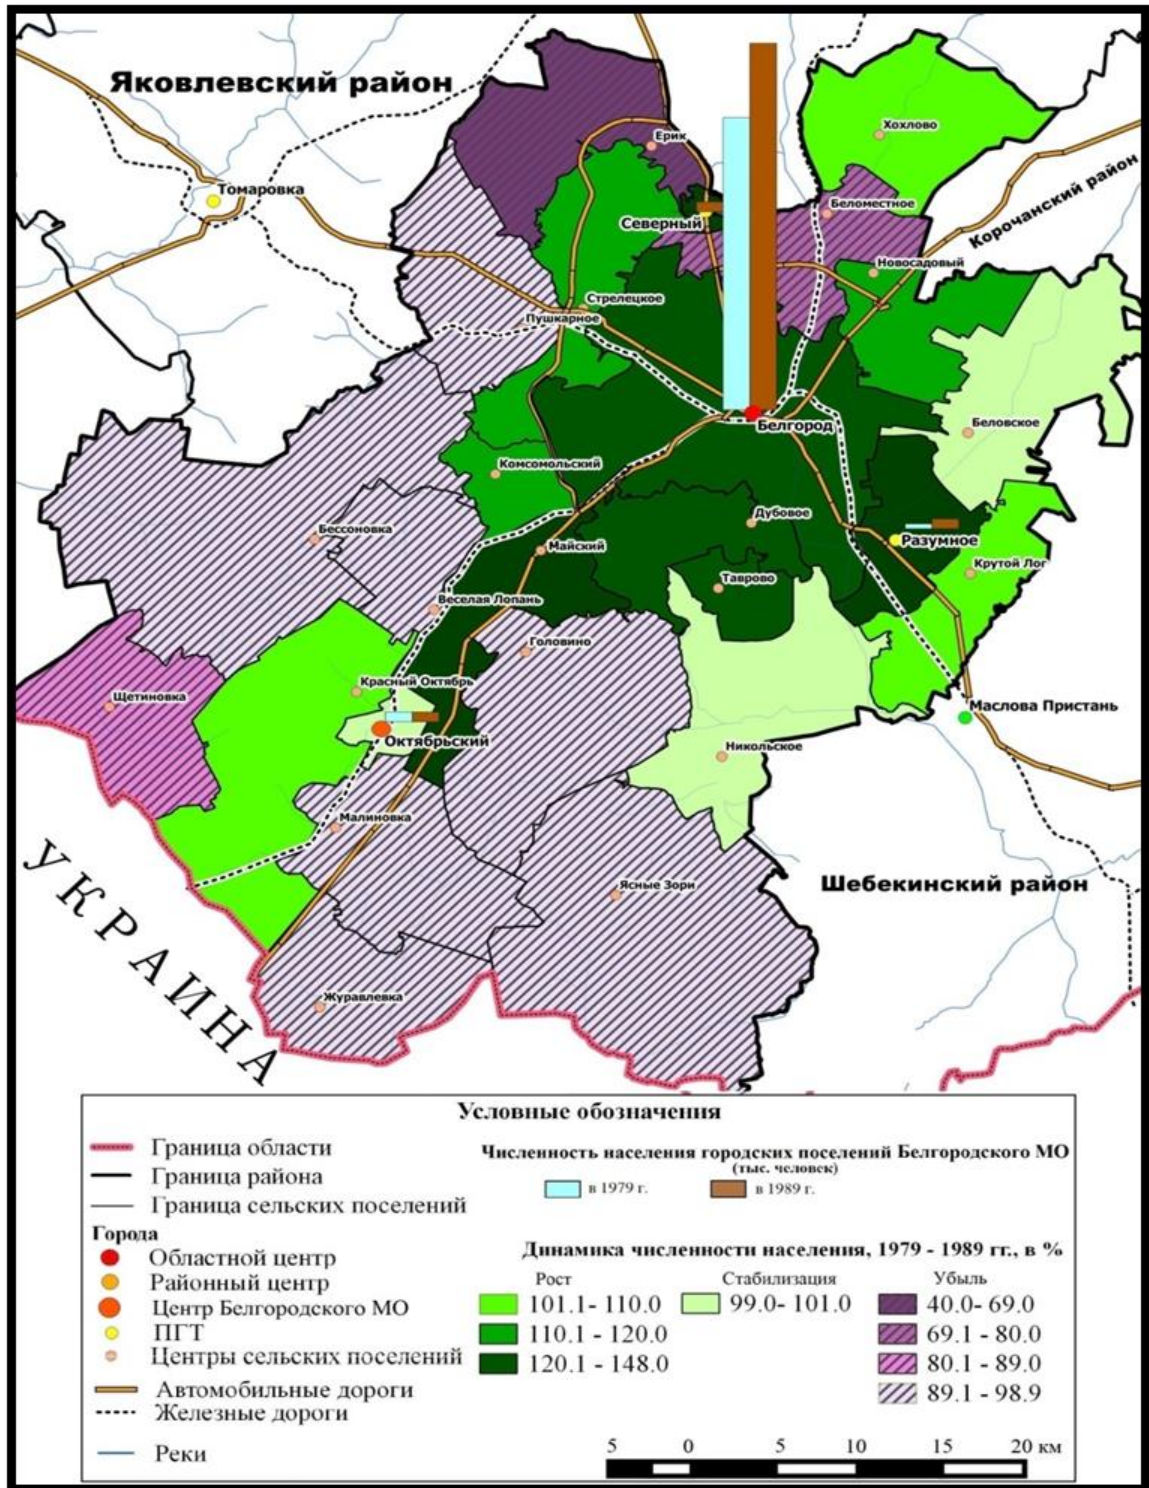 Яковлевский район
Хохлово
Ерик
Корочанский район
Томаровка
Беломестное
Северный
Новосадовый
Стрелецкое
Пушкарное
Белгород
Беловское
Комсомольский
Дубовое
Бессоновка
Разумное
Майский
Крутой Лог
Таврово
Веселая Лопань
Головино
Красный Октябрь
Щетиновка
Маслова Пристань
Октябрьский
Никольское
Малиновка
УКРАИНА
Ясные Зори
Шебекинский район
Журавлевка
Условные обозначения
Граница области
Граница района
Граница сельских поселений
Города
Областной центр
Районный центр
Центр Белгородского МО
ПГТ
Центры сельских поселений
Автомобильные дороги
Железные дороги
Реки
Численность населения городских поселений Белгородского МО
(тыс. человек)
в 1979 г. в 1989 г.
Динамика численности населения, 1979 - 1989 гг., в %
Рост Стабилизация Убыль
101.1- 110.0 99.0- 101.0 40.0- 69.0
110.1 - 120.0 69.1 - 80.0
120.1 - 148.0 80.1 - 89.0
89.1 - 98.9
5 0 5 10 15 20 км